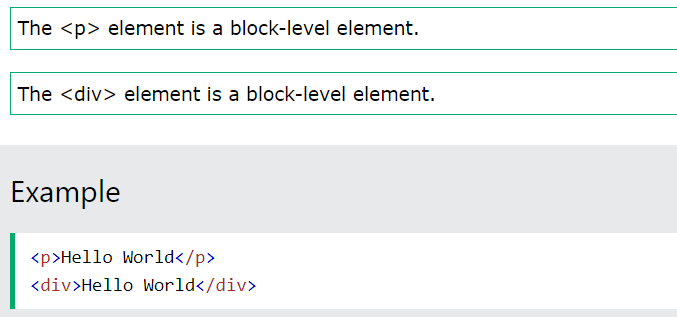 The <p> element is a block-level element.
The <div> element is a block-level element.
Example
<p>Hello World</p>
<div>Hello World</div>